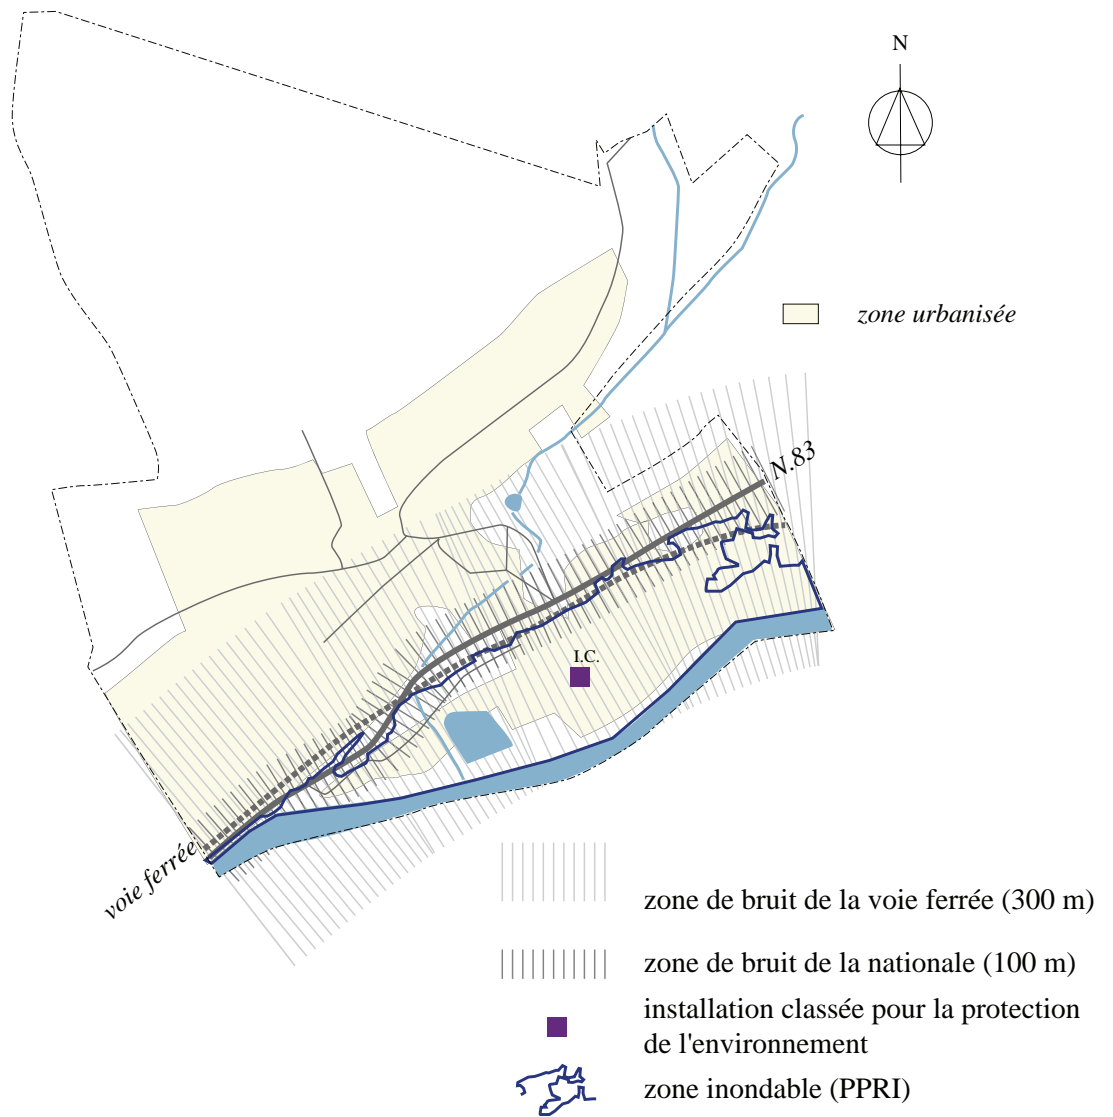 N
zone urbanisée
N.83
I.C.
voie ferrée
zone de bruit de la voie ferrée (300 m)
zone de bruit de la nationale (100 m)
installation classée pour la protection
de l'environnement
zone inondable (PPRI)